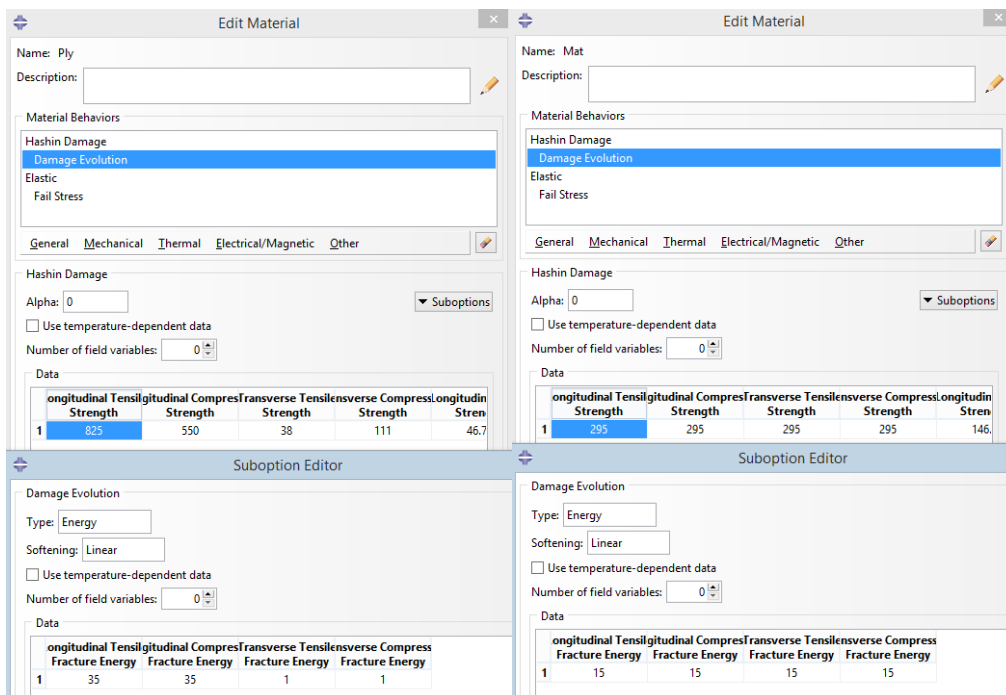 Edit Material
Name: Ply
Description:
Material Behaviors
Hashin Damage
Damage Evolution
Elastic
Fail Stress
General Mechanical Thermal Electrical/Magnetic Other
Hashin Damage
Alpha: 0
Suboptions
Use temperature-dependent data
Number of field variables: 0
Data
ongitudinal Tensil gitudinal Compres Transverse Tensile nsverse Compress Longitudin
Strength Strength Strength Strength Stren
1 825 550 38 111 46.7
Suboption Editor
Damage Evolution
Type: Energy
Softening: Linear
Use temperature-dependent data
Number of field variables: 0
Data
ongitudinal Tensil gitudinal Compres Transverse Tensile nsverse Compress
Fracture Energy Fracture Energy Fracture Energy Fracture Energy
1 35 35 1 1
Edit Material
Name: Mat
Description:
Material Behaviors
Hashin Damage
Damage Evolution
Elastic
Fail Stress
General Mechanical Thermal Electrical/Magnetic Other
Hashin Damage
Alpha: 0
Suboptions
Use temperature-dependent data
Number of field variables: 0
Data
ongitudinal Tensil gitudinal Compres Transverse Tensile nsverse Compress Longitudin
Strength Strength Strength Strength Stren
1 295 295 295 295 146.
Suboption Editor
Damage Evolution
Type: Energy
Softening: Linear
Use temperature-dependent data
Number of field variables: 0
Data
ongitudinal Tensil gitudinal Compres Transverse Tensile nsverse Compress
Fracture Energy Fracture Energy Fracture Energy Fracture Energy
1 15 15 15 15